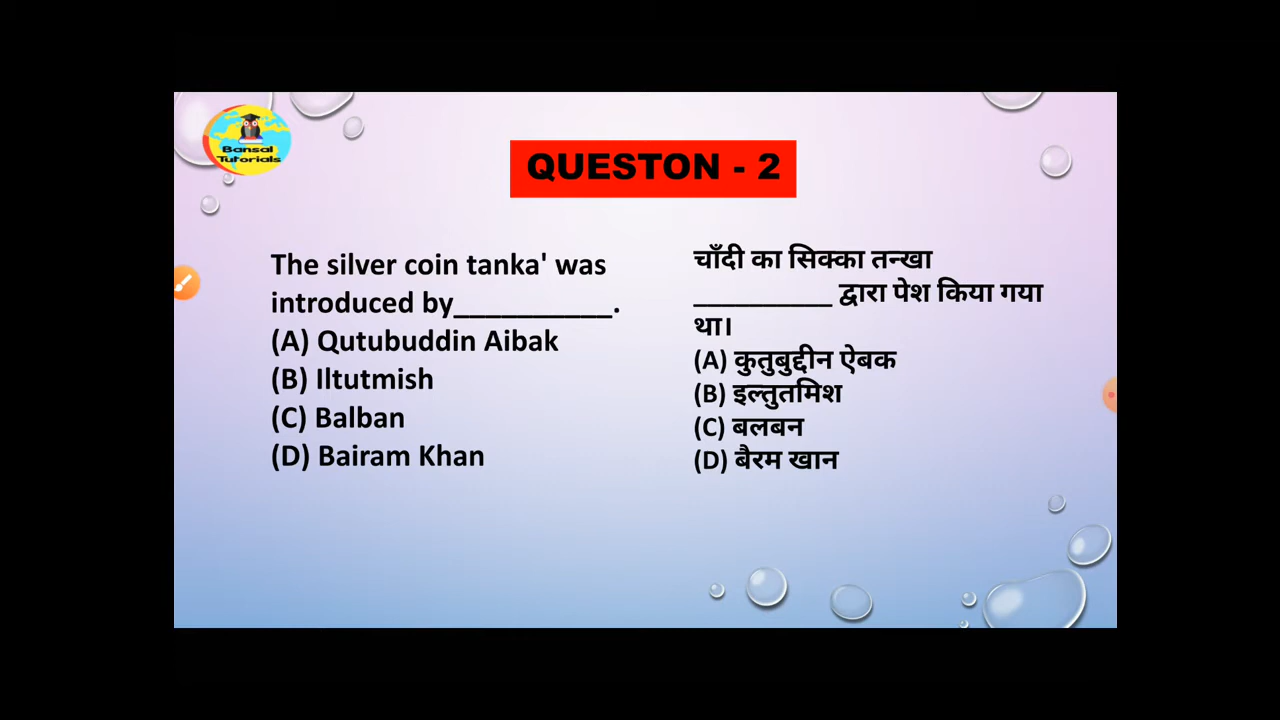 Bansal
Tutorials
QUESTON - 2
The silver coin tanka' was
introduced by___________.
(A) Qutubuddin Aibak
(B) Iltutmish
(C) Balban
(D) Bairam Khan
चाँदी का सिक्का तन्खा
__________ द्वारा पेश किया गया
था।
(A) कुतुबुद्दीन ऐबक
(B) इल्तुतमिश
(C) बलबन
(D) बैरम खान